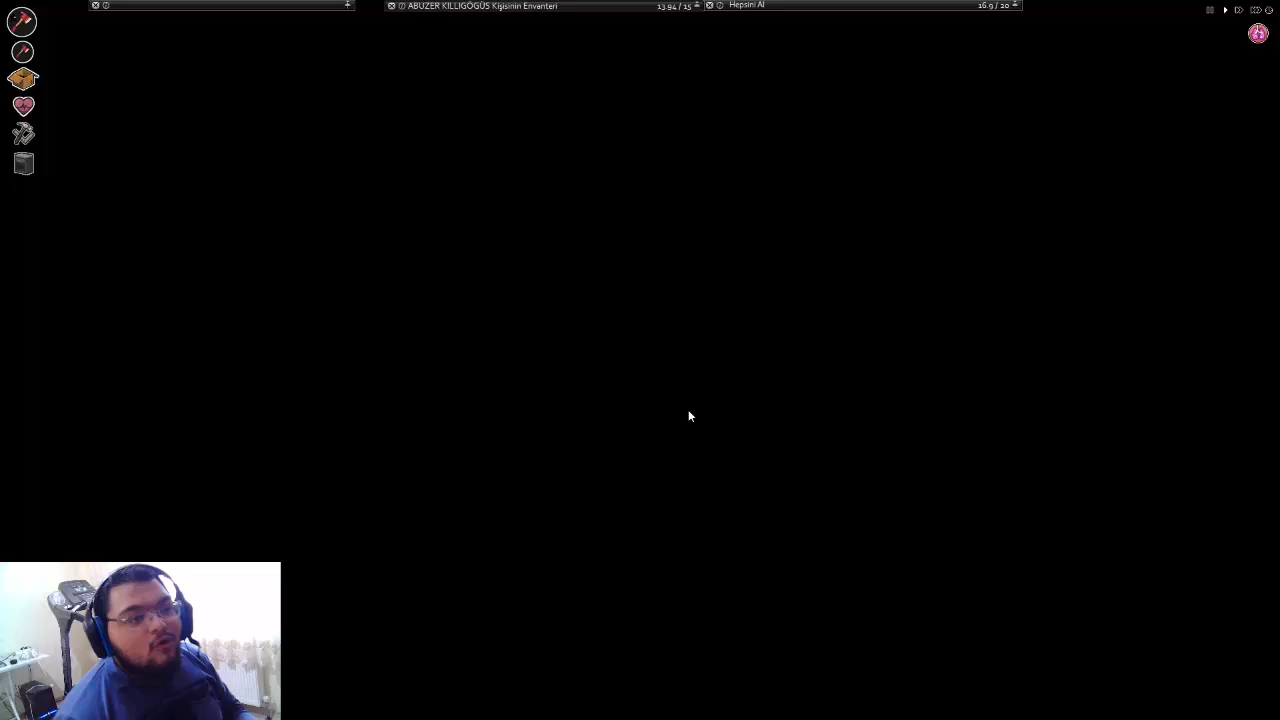 ABUZER KILLIGÖGÜS Kişisinin Envanteri 13.94 / 15
Hepsini Al 16.9 / 20